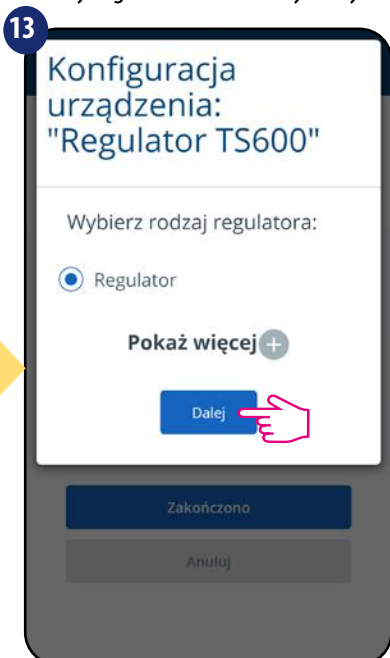 13
Konfiguracja
urządzenia:
"Regulator TS600"
Wybierz rodzaj regulatora:
Regulator
Pokaż więcej
Dalej
Zakończono
Anuluj